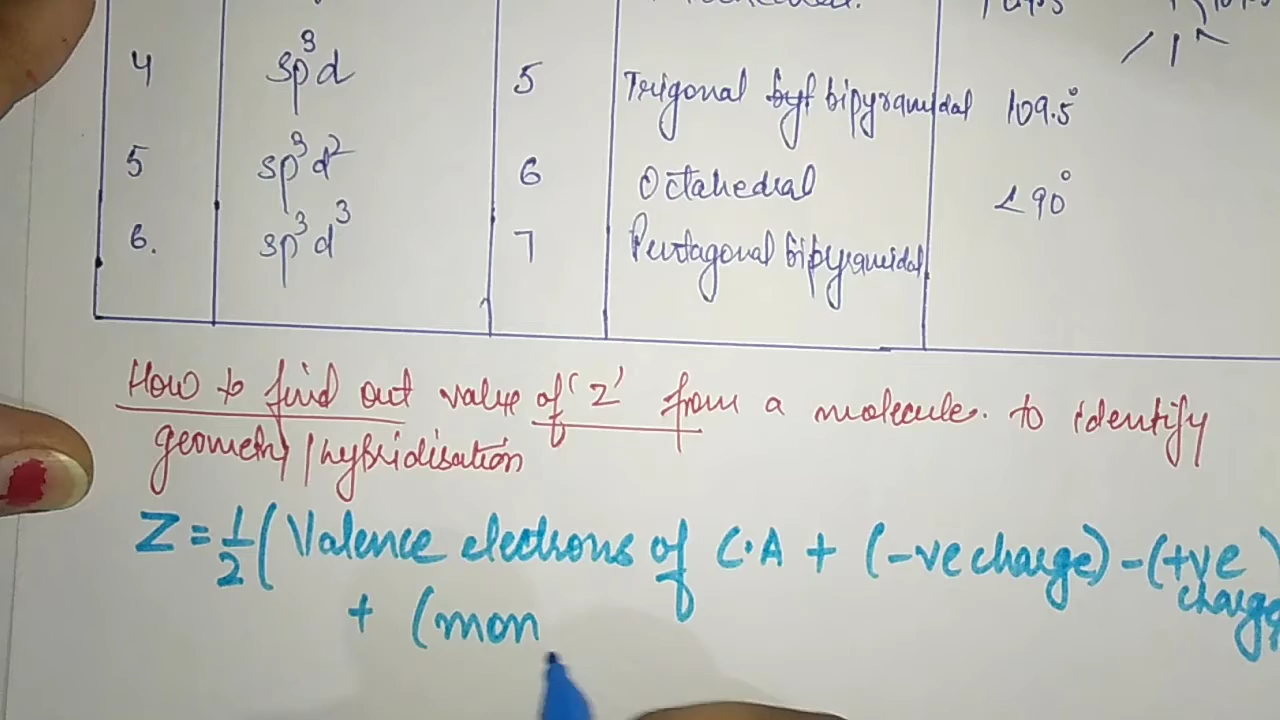 4 sp³d 5 Trigonal bipyramidal 109.5°
5 sp³d² 6 Octahedral <90°
6. sp³d³ 7 Pentagonal bipyramidal
How to find out value of 'Z' from a molecule. to identify
geometry/hybridisation
Z = 1/2 ( Valence electrons of C.A + (-ve charge) - (+ve charge)
+ (mon